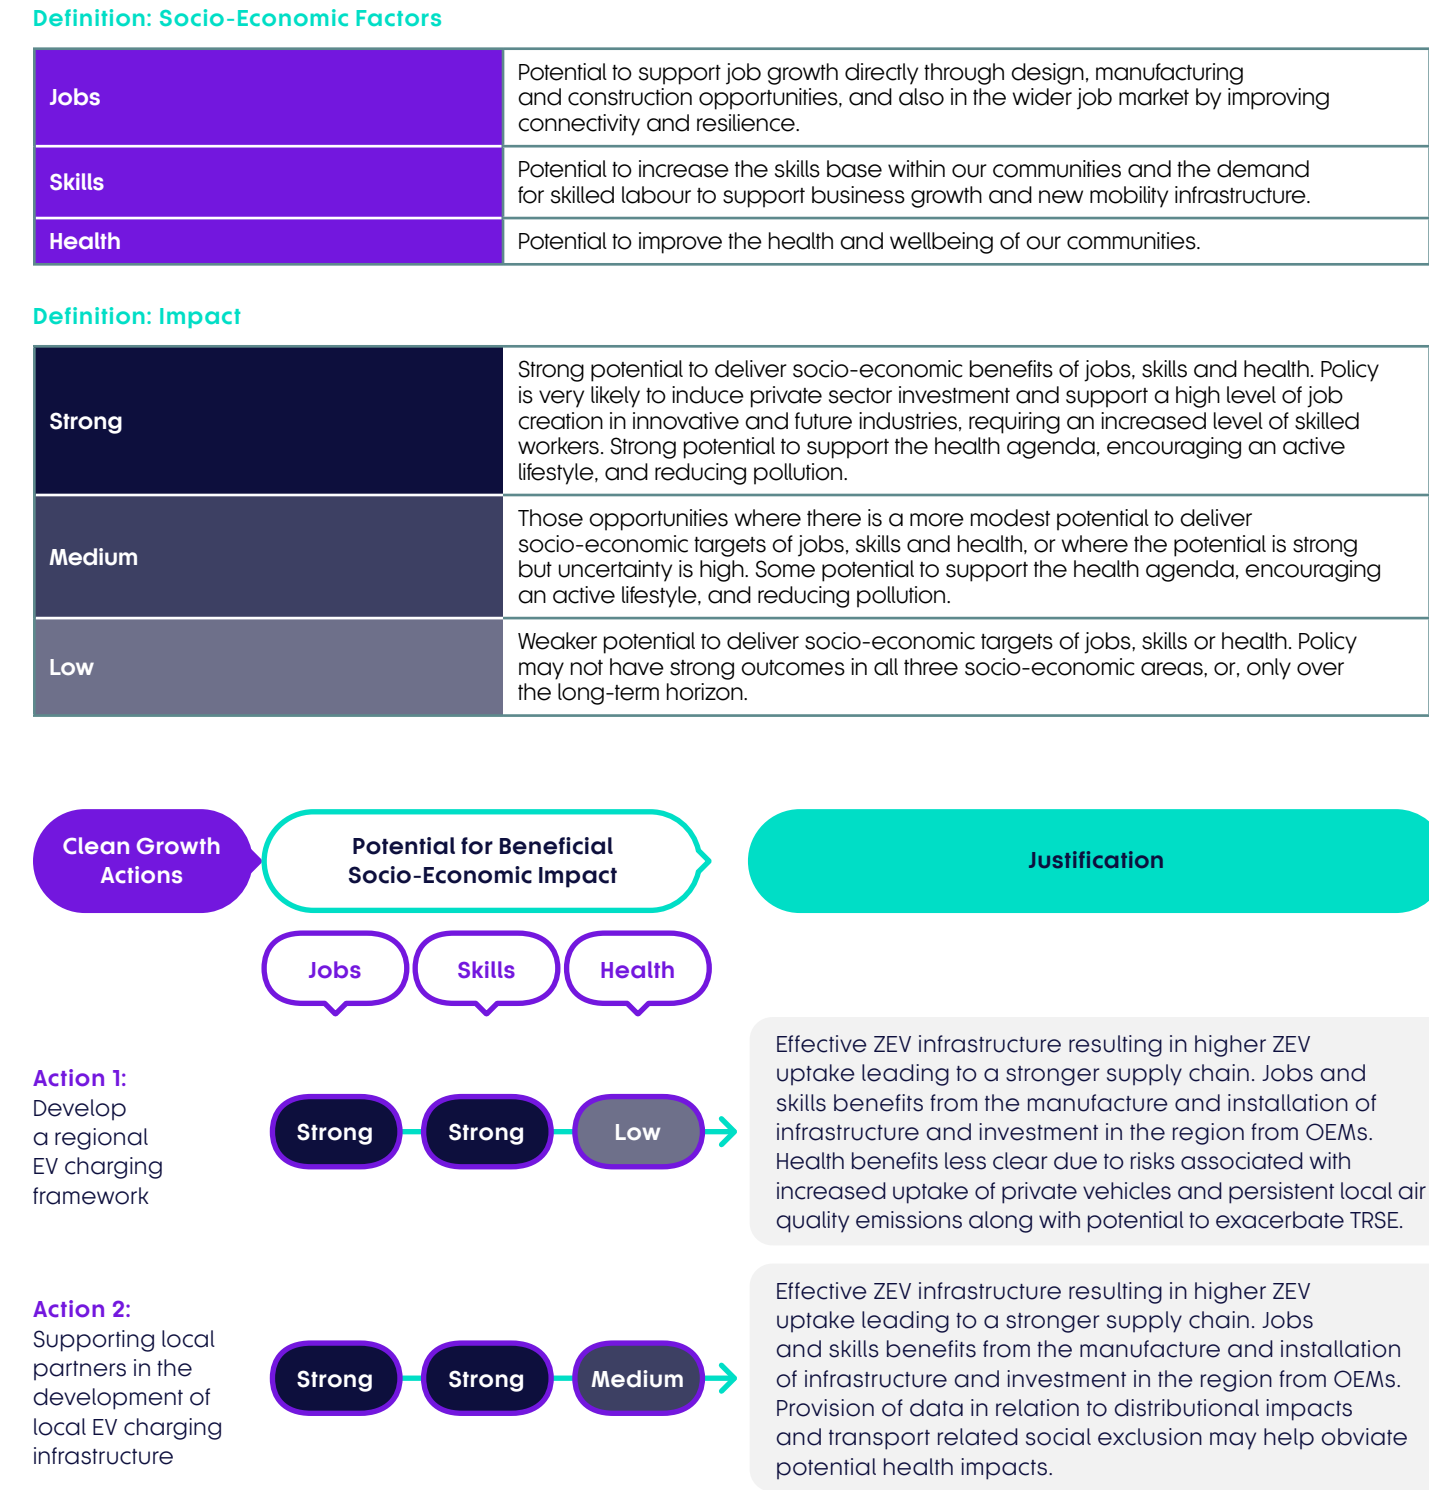 Definition: Socio-Economic Factors
Jobs
Potential to support job growth directly through design, manufacturing
and construction opportunities, and also in the wider job market by improving
connectivity and resilience.
Skills
Potential to increase the skills base within our communities and the demand
for skilled labour to support business growth and new mobility infrastructure.
Health
Potential to improve the health and wellbeing of our communities.
Definition: Impact
Strong
Strong potential to deliver socio-economic benefits of jobs, skills and health. Policy
is very likely to induce private sector investment and support a high level of job
creation in innovative and future industries, requiring an increased level of skilled
workers. Strong potential to support the health agenda, encouraging an active
lifestyle, and reducing pollution.
Medium
Those opportunities where there is a more modest potential to deliver
socio-economic targets of jobs, skills and health, or where the potential is strong
but uncertainty is high. Some potential to support the health agenda, encouraging
an active lifestyle, and reducing pollution.
Low
Weaker potential to deliver socio-economic targets of jobs, skills or health. Policy
may not have strong outcomes in all three socio-economic areas, or, only over
the long-term horizon.
Clean Growth
Actions
Potential for Beneficial
Socio-Economic Impact
Justification
Jobs
Skills
Health
Action 1:
Develop
a regional
EV charging
framework
Strong
Strong
Low
Effective ZEV infrastructure resulting in higher ZEV
uptake leading to a stronger supply chain. Jobs and
skills benefits from the manufacture and installation of
infrastructure and investment in the region from OEMs.
Health benefits less clear due to risks associated with
increased uptake of private vehicles and persistent local air
quality emissions along with potential to exacerbate TRSE.
Action 2:
Supporting local
partners in the
development of
local EV charging
infrastructure
Strong
Strong
Medium
Effective ZEV infrastructure resulting in higher ZEV
uptake leading to a stronger supply chain. Jobs
and skills benefits from the manufacture and installation
of infrastructure and investment in the region from OEMs.
Provision of data in relation to distributional impacts
and transport related social exclusion may help obviate
potential health impacts.